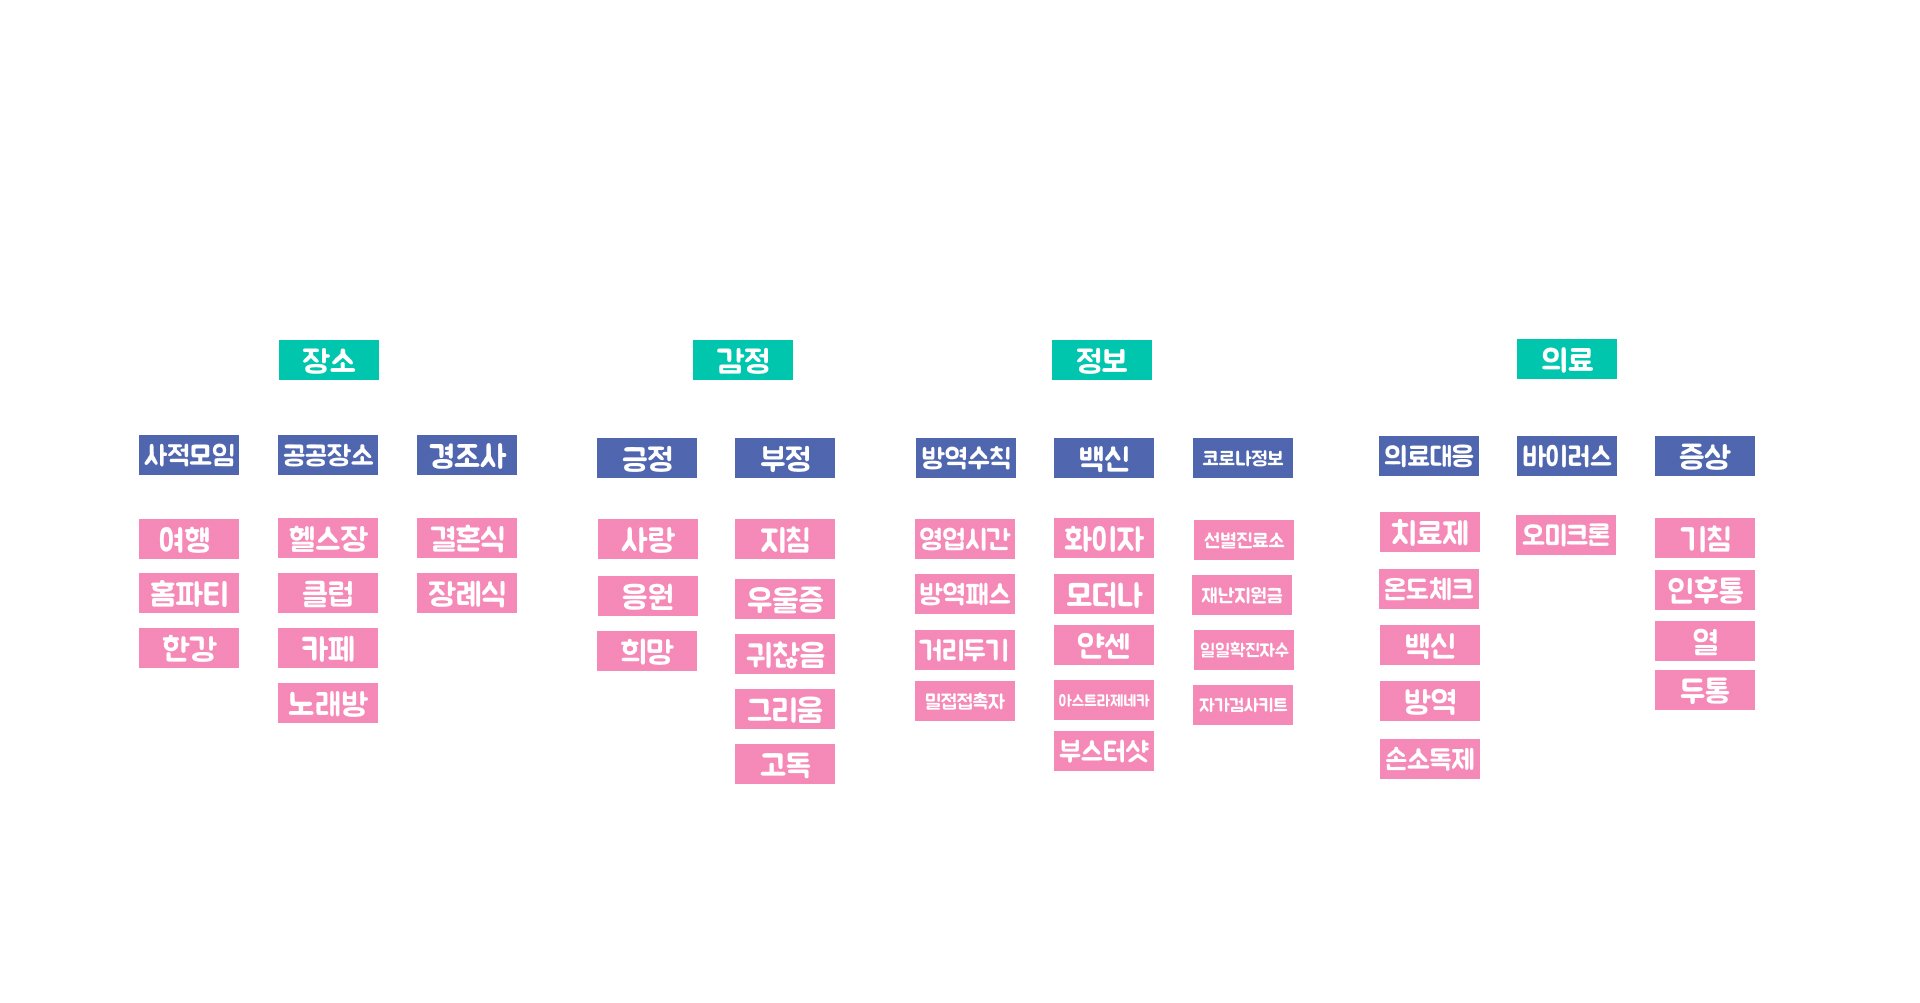 장소
감정
정보
의료
사적모임
공공장소
경조사
긍정
부정
방역수칙
백신
코로나정보
의료대응
바이러스
증상
여행
홈파티
한강
헬스장
클럽
카페
노래방
결혼식
장례식
사랑
응원
희망
지침
우울증
귀찮음
그리움
고독
영업시간
방역패스
거리두기
밀접접촉자
화이자
모더나
얀센
아스트라제네카
부스터샷
선별진료소
재난지원금
일일확진자수
자가검사키트
치료제
온도체크
백신
방역
손소독제
오미크론
기침
인후통
열
두통